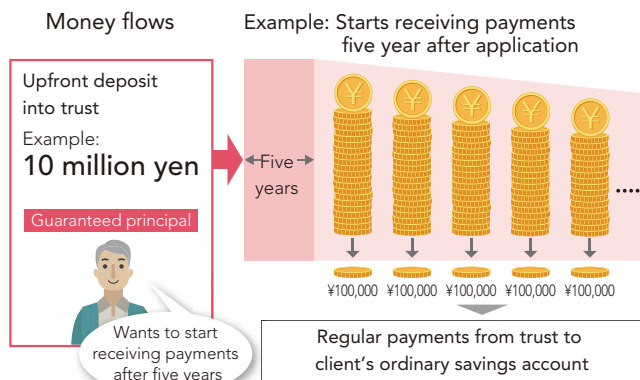 Money flows
Upfront deposit
into trust
Example:
10 million yen
Guaranteed principal
Wants to start
receiving payments
after five years
Example: Starts receiving payments
five year after application
Five
years
¥ ¥ ¥ ¥ ¥
....
¥100,000 ¥100,000 ¥100,000 ¥100,000 ¥100,000
Regular payments from trust to
client's ordinary savings account